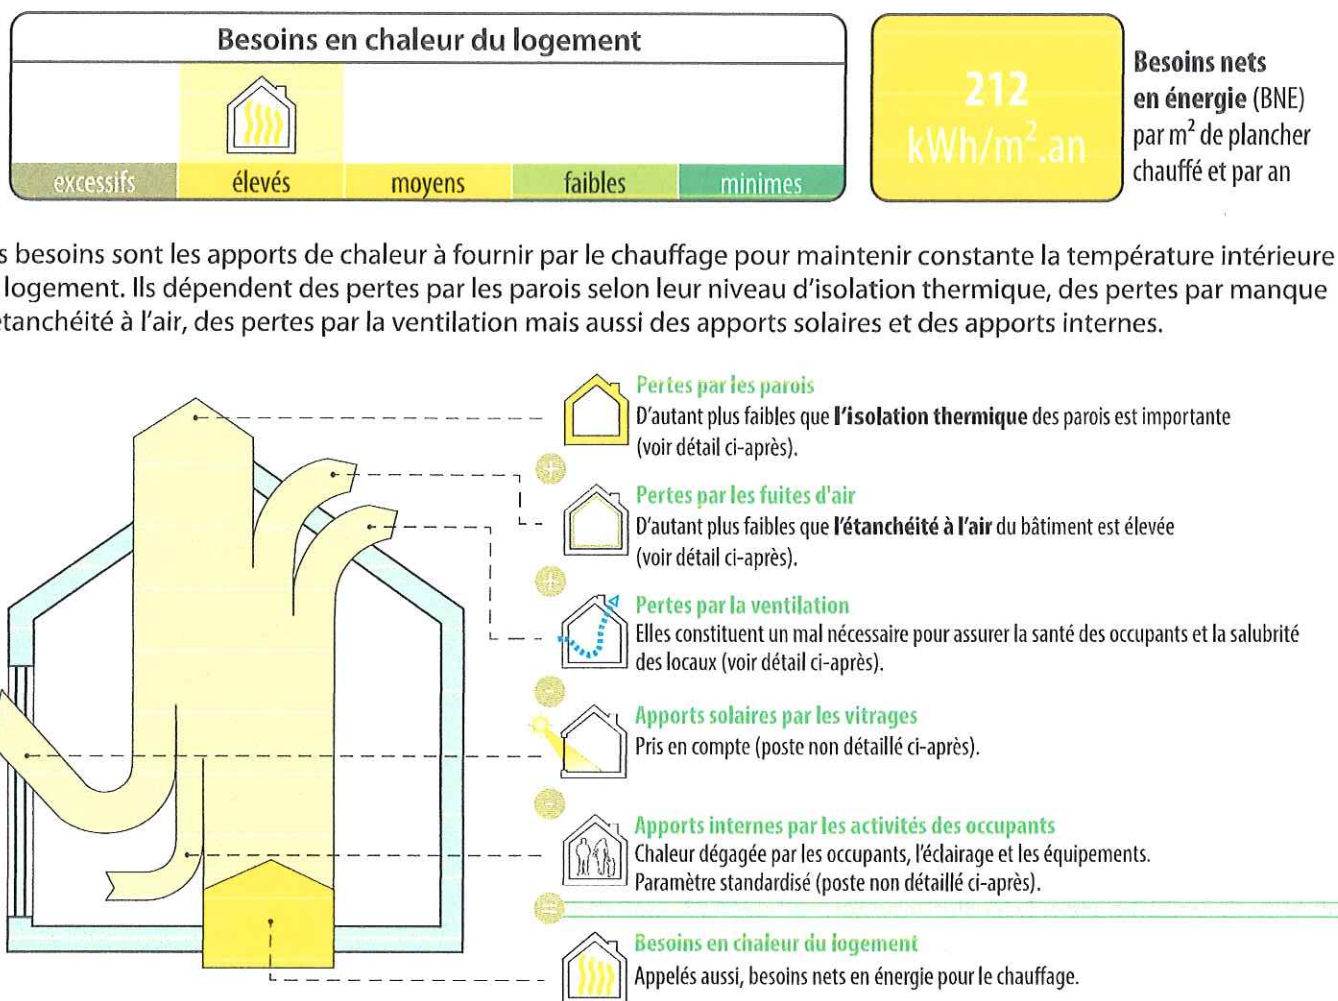 Besoins en chaleur du logement
excessifs
élevés
moyens
faibles
minimes
212
kWh/m².an
Besoins nets
en énergie (BNE)
par m² de plancher
chauffé et par an
s besoins sont les apports de chaleur à fournir par le chauffage pour maintenir constante la température intérieure
logement. Ils dépendent des pertes par les parois selon leur niveau d'isolation thermique, des pertes par manque
étanchéité à l'air, des pertes par la ventilation mais aussi des apports solaires et des apports internes.
Pertes par les parois
D'autant plus faibles que l'isolation thermique des parois est importante
(voir détail ci-après).
+
Pertes par les fuites d'air
D'autant plus faibles que l'étanchéité à l'air du bâtiment est élevée
(voir détail ci-après).
+
Pertes par la ventilation
Elles constituent un mal nécessaire pour assurer la santé des occupants et la salubrité
des locaux (voir détail ci-après).
-
Apports solaires par les vitrages
Pris en compte (poste non détaillé ci-après).
-
Apports internes par les activités des occupants
Chaleur dégagée par les occupants, l'éclairage et les équipements.
Paramètre standardisé (poste non détaillé ci-après).
=
Besoins en chaleur du logement
Appelés aussi, besoins nets en énergie pour le chauffage.